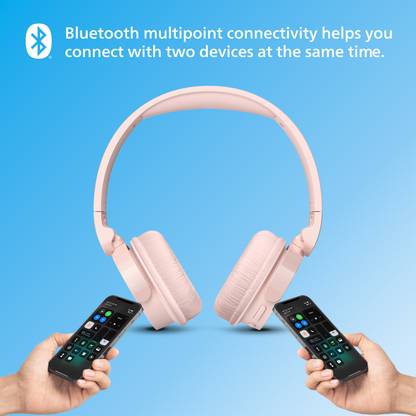 Bluetooth multipoint connectivity helps you
connect with two devices at the same time.